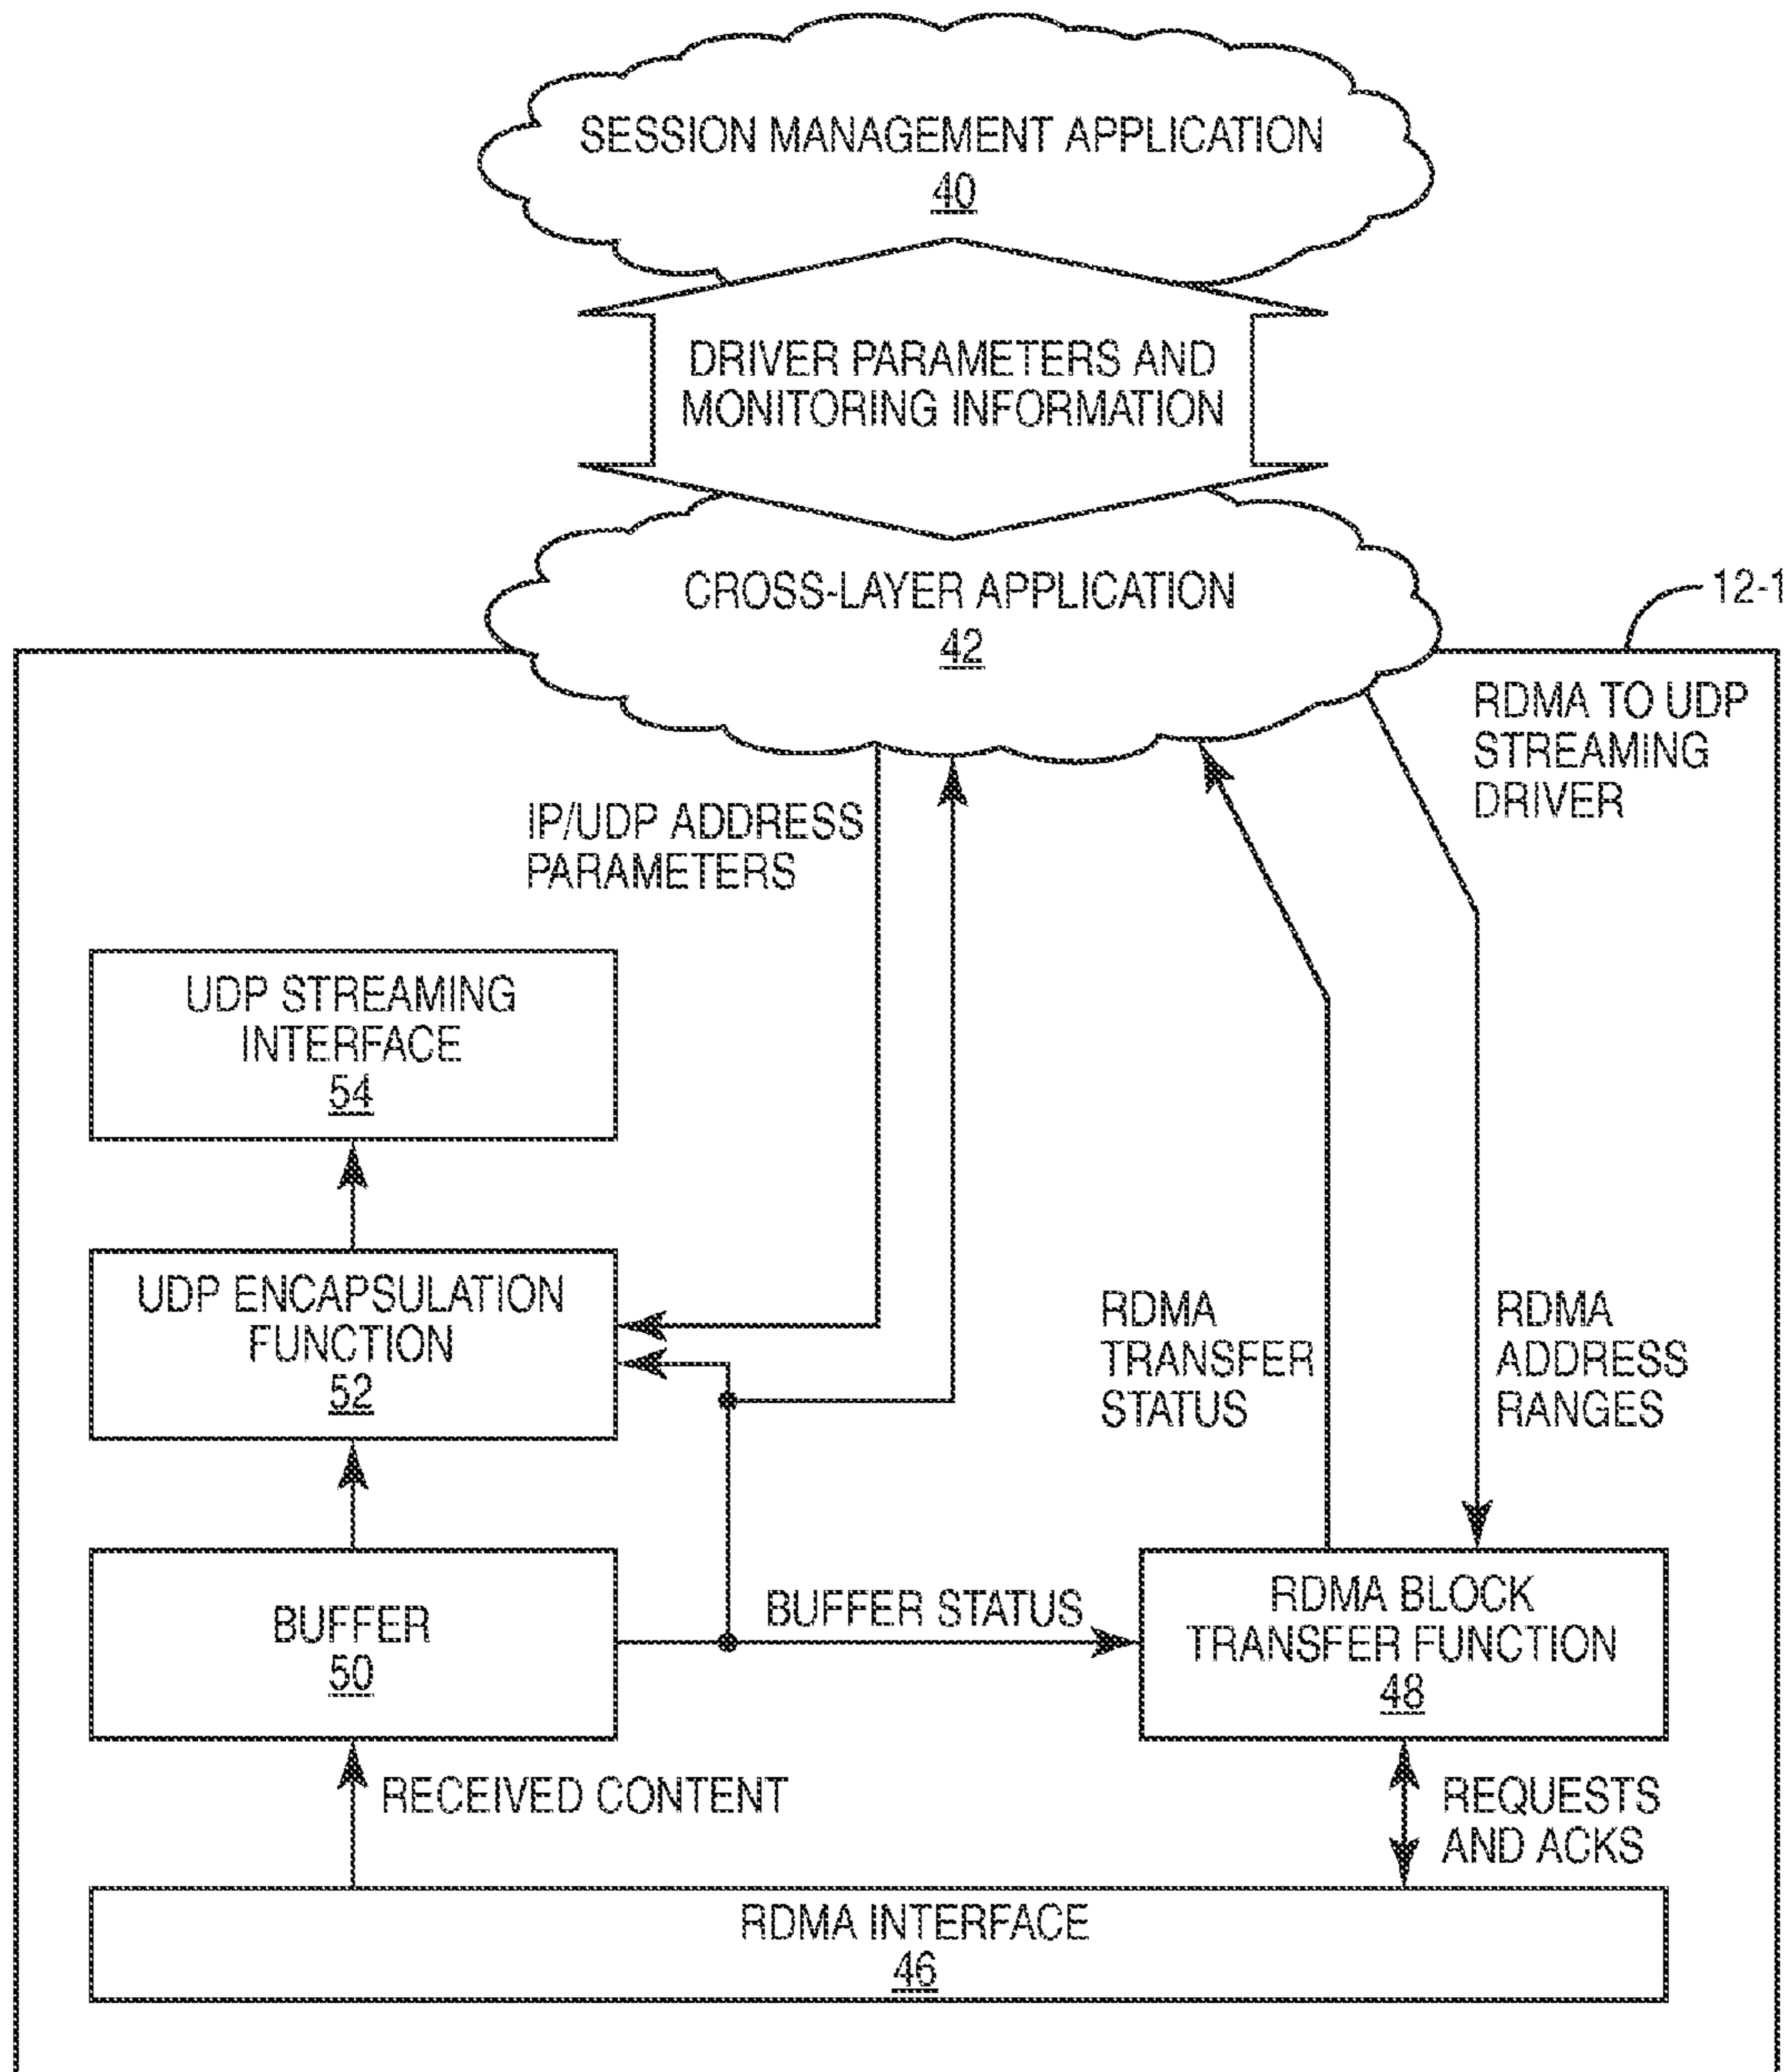 SESSION MANAGEMENT APPLICATION
40
DRIVER PARAMETERS AND
MONITORING INFORMATION
CROSS-LAYER APPLICATION
42
12-1
RDMA TO UDP
STREAMING
DRIVER
IP/UDP ADDRESS
PARAMETERS
UDP STREAMING
INTERFACE
54
UDP ENCAPSULATION
FUNCTION
52
RDMA
TRANSFER
STATUS
RDMA
ADDRESS
RANGES
BUFFER
50
BUFFER STATUS
RDMA BLOCK
TRANSFER FUNCTION
48
RECEIVED CONTENT
REQUESTS
AND ACKS
RDMA INTERFACE
46